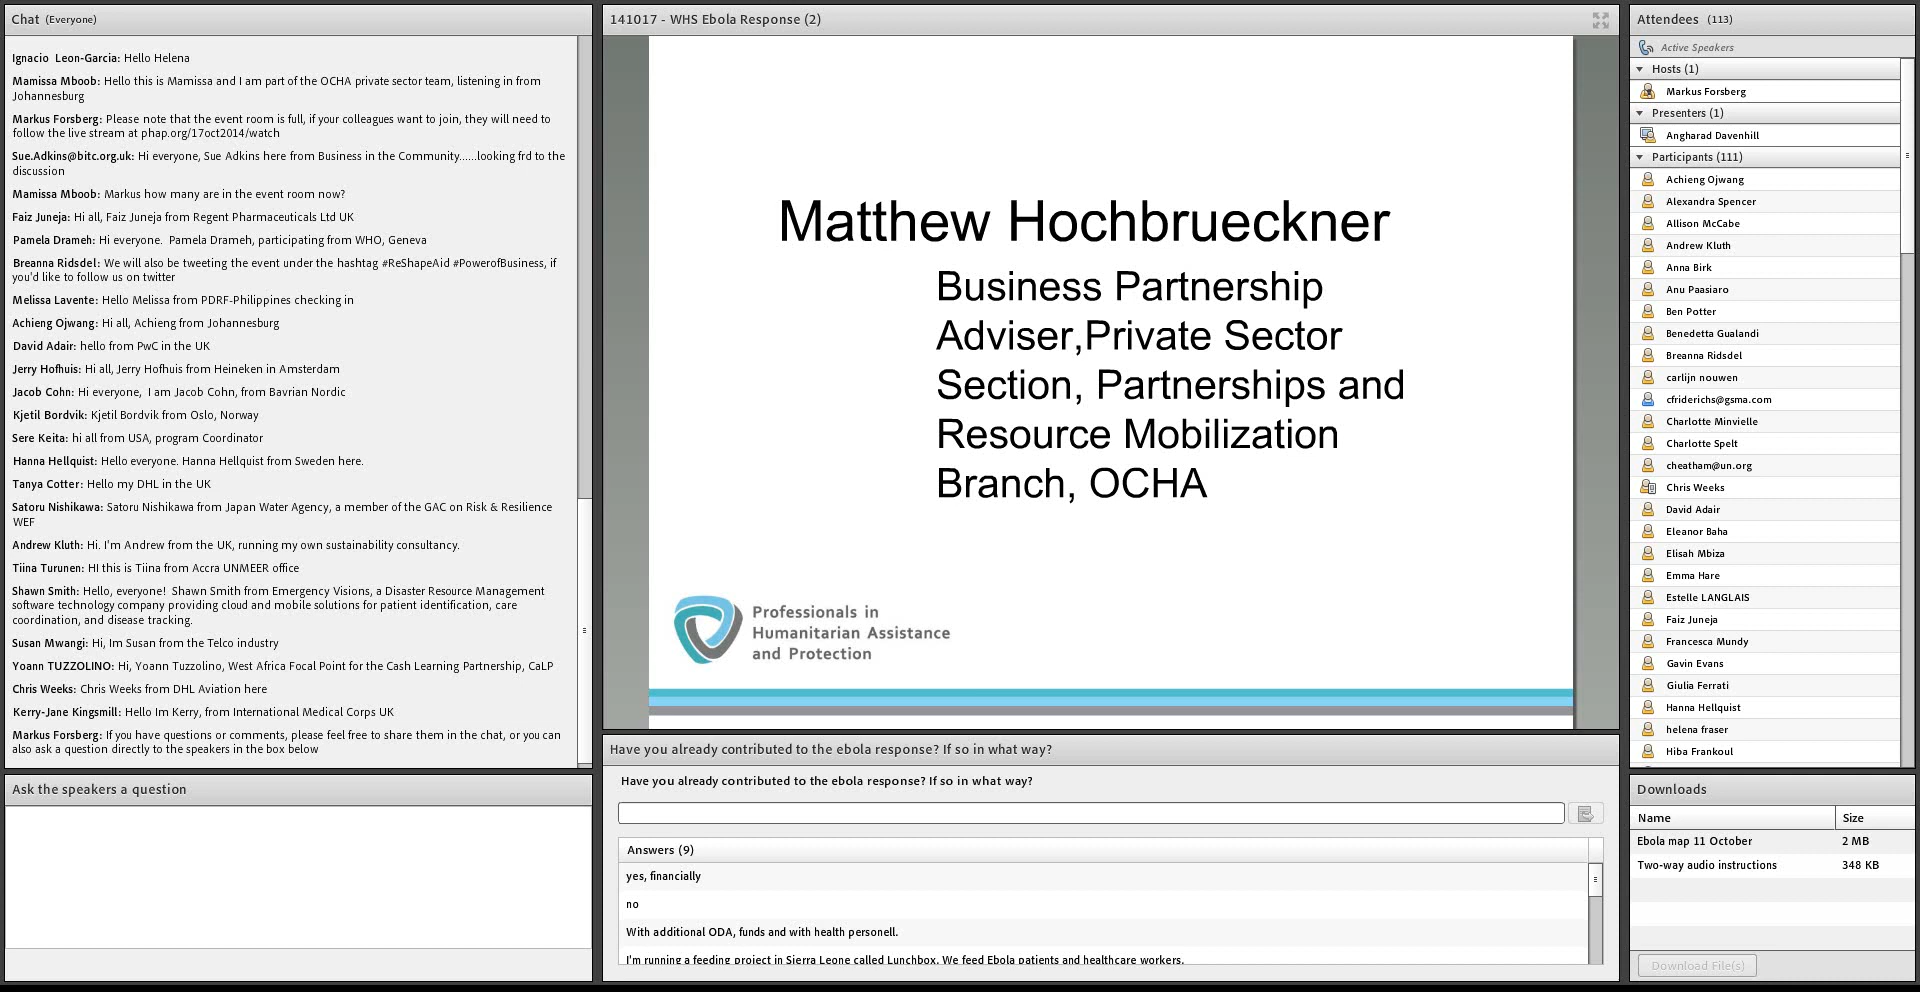 Chat (Everyone)
Ignacio  Leon-Garcia: Hello Helena
Mamissa Mboob: Hello this is Mamissa and I am part of the OCHA private sector team, listening in from
Johannesburg
Markus Forsberg: Please note that the event room is full, if your colleagues want to join, they will need to
follow the live stream at phap.org/17oct2014/watch
Sue.Adkins@bitc.org.uk: Hi everyone, Sue Adkins here from Business in the Community......looking frd to the
discussion
Mamissa Mboob: Markus how many are in the event room now?
Faiz Juneja: Hi all, Faiz Juneja from Regent Pharmaceuticals Ltd UK
Pamela Drameh: Hi everyone.  Pamela Drameh, participating from WHO, Geneva
Breanna Ridsdel: We will also be tweeting the event under the hashtag #ReShapeAid #PowerofBusiness, if
you'd like to follow us on twitter
Melissa Lavente: Hello Melissa from PDRF-Philippines checking in
Achieng Ojwang: Hi all, Achieng from Johannesburg
David Adair: hello from PwC in the UK
Jerry Hofhuis: Hi all, Jerry Hofhuis from Heineken in Amsterdam
Jacob Cohn: Hi everyone,  I am Jacob Cohn, from Bavrian Nordic
Kjetil Bordvik: Kjetil Bordvik from Oslo, Norway
Sere Keita: hi all from USA, program Coordinator
Hanna Hellquist: Hello everyone. Hanna Hellquist from Sweden here.
Tanya Cotter: Hello my DHL in the UK
Satoru Nishikawa: Satoru Nishikawa from Japan Water Agency, a member of the GAC on Risk & Resilience
WEF
Andrew Kluth: Hi. I'm Andrew from the UK, running my own sustainability consultancy.
Tiina Turunen: HI this is Tiina from Accra UNMEER office
Shawn Smith: Hello, everyone!  Shawn Smith from Emergency Visions, a Disaster Resource Management
software technology company providing cloud and mobile solutions for patient identification, care
coordination, and disease tracking.
Susan Mwangi: Hi, Im Susan from the Telco industry
Yoann TUZZOLINO: Hi, Yoann Tuzzolino, West Africa Focal Point for the Cash Learning Partnership, CaLP
Chris Weeks: Chris Weeks from DHL Aviation here
Kerry-Jane Kingsmill: Hello Im Kerry, from International Medical Corps UK
Markus Forsberg: If you have questions or comments, please feel free to share them in the chat, or you can
also ask a question directly to the speakers in the box below
Ask the speakers a question
141017 - WHS Ebola Response (2)
Matthew Hochbrueckner
Business Partnership
Adviser,Private Sector
Section, Partnerships and
Resource Mobilization
Branch, OCHA
Professionals in
Humanitarian Assistance
and Protection
Have you already contributed to the ebola response? If so in what way?
Have you already contributed to the ebola response? If so in what way?
Answers (9)
yes, financially
no
With additional ODA, funds and with health personell.
I'm running a feeding project in Sierra Leone called Lunchbox. We feed Ebola patients and healthcare workers.
Attendees (113)
Active Speakers
Hosts (1)
Markus Forsberg
Presenters (1)
Angharad Davenhill
Participants (111)
Achieng Ojwang
Alexandra Spencer
Allison McCabe
Andrew Kluth
Anna Birk
Anu Paasiaro
Ben Potter
Benedetta Gualandi
Breanna Ridsdel
carlijn nouwen
cfriderichs@gsma.com
Charlotte Minvielle
Charlotte Spelt
cheatham@un.org
Chris Weeks
David Adair
Eleanor Baha
Elisah Mbiza
Emma Hare
Estelle LANGLAIS
Faiz Juneja
Francesca Mundy
Gavin Evans
Giulia Ferrati
Hanna Hellquist
helena fraser
Hiba Frankoul
Downloads
Name Size
Ebola map 11 October 2 MB
Two-way audio instructions 348 KB
Download File(s)